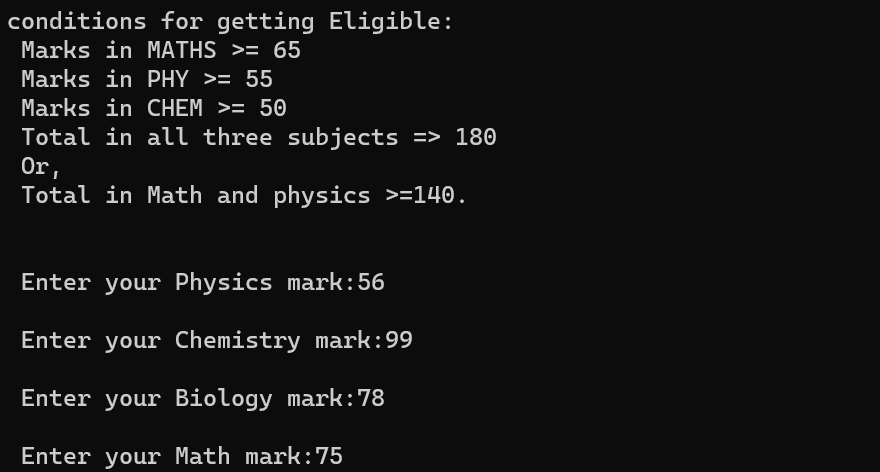 conditions for getting Eligible:
Marks in MATHS >= 65
Marks in PHY >= 55
Marks in CHEM >= 50
Total in all three subjects => 180
Or,
Total in Math and physics >=140.
Enter your Physics mark:56
Enter your Chemistry mark:99
Enter your Biology mark:78
Enter your Math mark:75